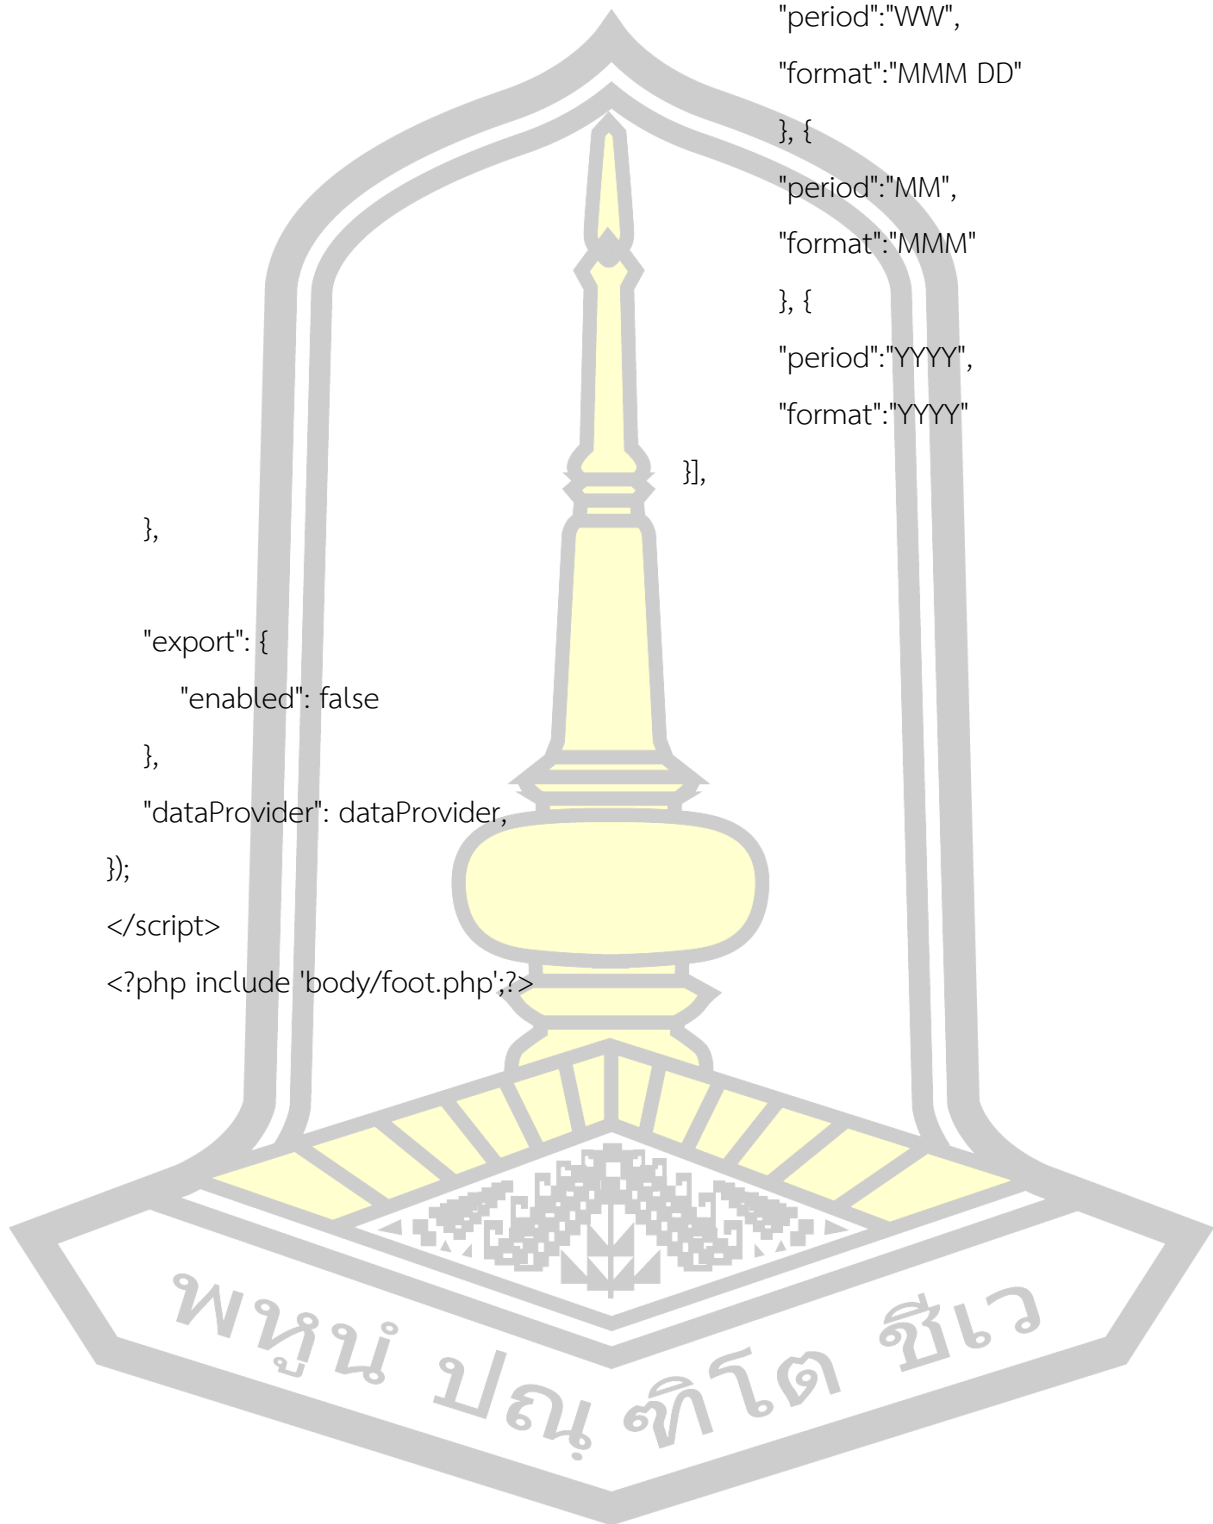 "period":"WW",
"format":"MMM DD"
}, {
"period":"MM",
"format":"MMM"
}, {
"period":"YYYY",
"format":"YYYY"
}],
},
"export": {
"enabled": false
},
"dataProvider": dataProvider,
});
</script>
<?php include 'body/foot.php';?>
พหูนํ ปณฺฑิโต ชีเว